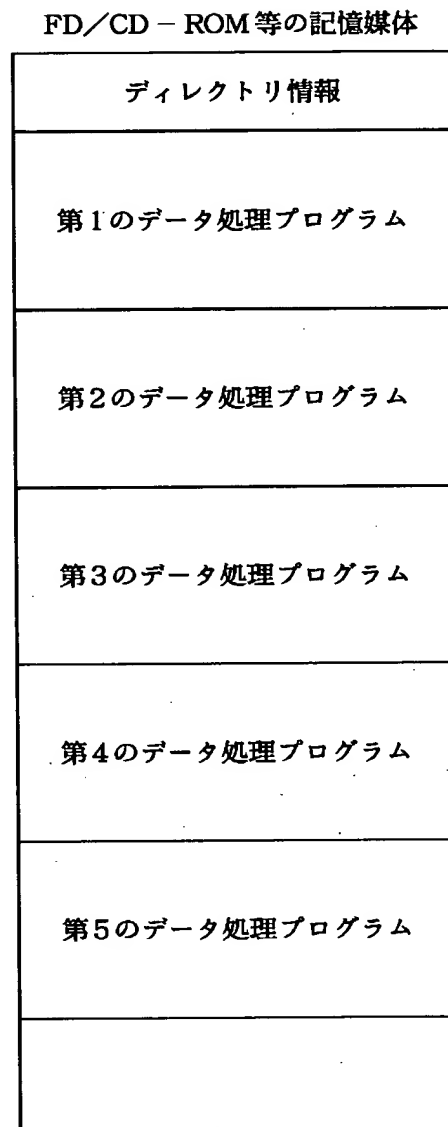 FD／CD－ROM等の記憶媒体
ディレクトリ情報
第1のデータ処理プログラム
第2のデータ処理プログラム
第3のデータ処理プログラム
第4のデータ処理プログラム
第5のデータ処理プログラム